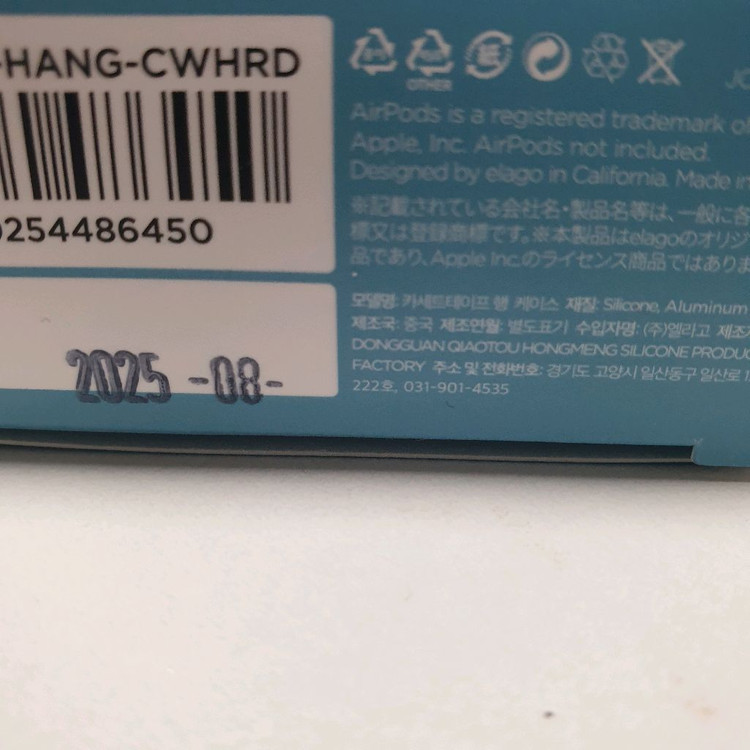 -HANG-CWHRD
0254486450
2025 -08-
OTHER
AirPods is a registered trademark of
Apple, Inc. AirPods not included.
Designed by elago in California. Made in
※記載されている会社名・製品名等は、一般に各
標又は登録商標です。※本製品はelagoのオリジ
品であり、Apple Inc.のライセンス商品ではありま
모델명: 카세트테이프 행 케이스 재질: Silicone, Aluminum
제조국: 중국 제조연월: 별도표기 수입자명: (주)엘라고 제조
DONGGUAN QIAOTOU HONGMENG SILICONE PRODUC
FACTORY 주소 및 전화번호: 경기도 고양시 일산동구 일산로 1
222호, 031-901-4535